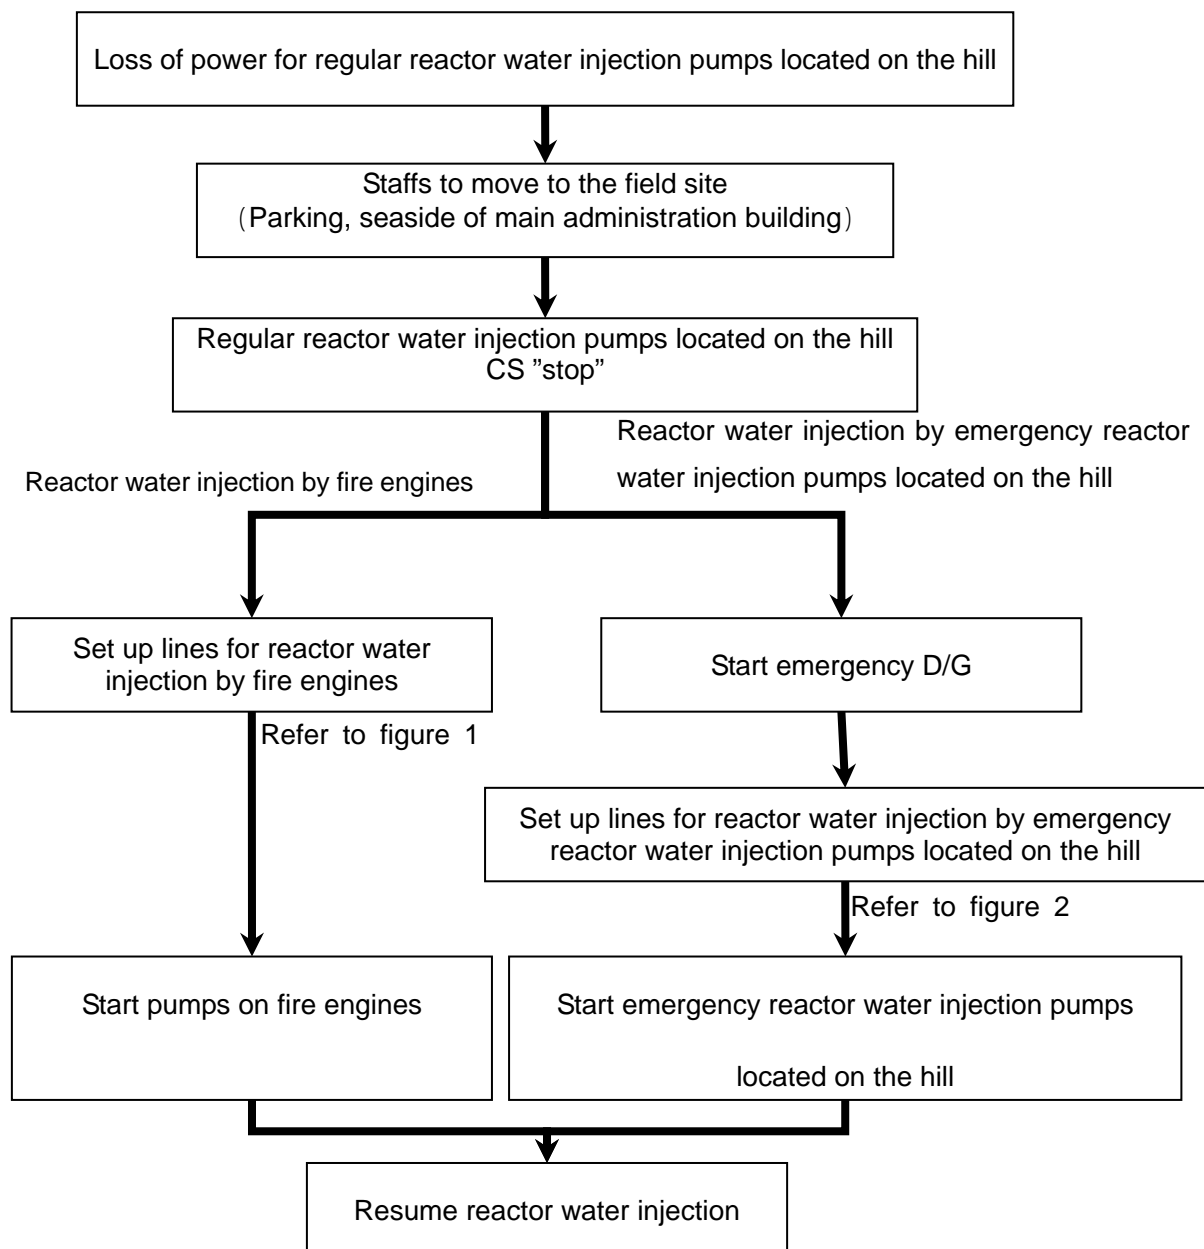 Loss of power for regular reactor water injection pumps located on the hill
Staffs to move to the field site
(Parking, seaside of main administration building)
Regular reactor water injection pumps located on the hill
CS ”stop”
Reactor water injection by emergency reactor
water injection pumps located on the hill
Reactor water injection by fire engines
Set up lines for reactor water
injection by fire engines
Start emergency D/G
Refer to figure 1
Set up lines for reactor water injection by emergency
reactor water injection pumps located on the hill
Refer to figure 2
Start pumps on fire engines
Start emergency reactor water injection pumps
located on the hill
Resume reactor water injection